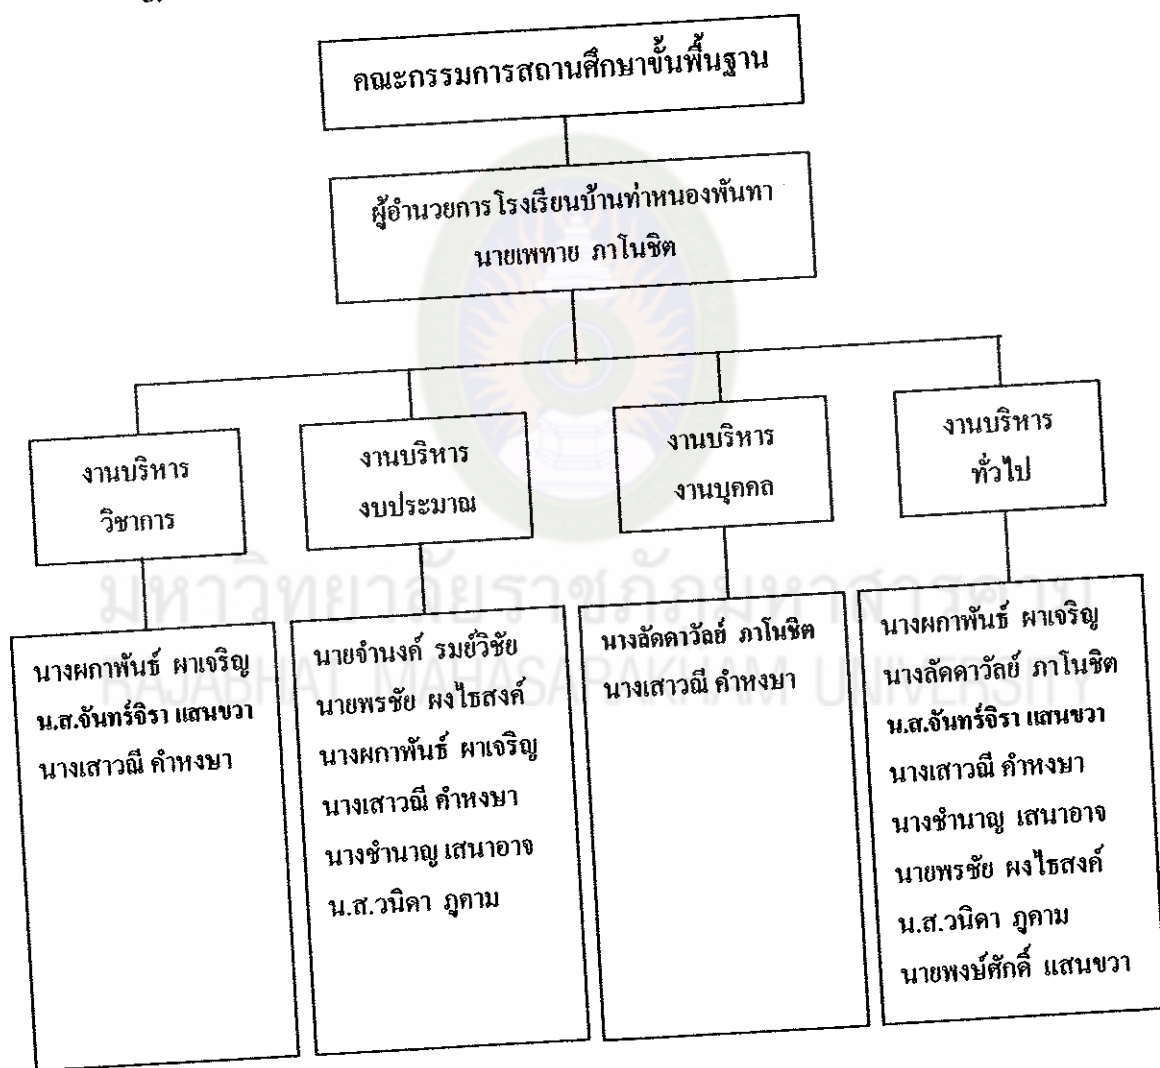 คณะกรรมการสถานศึกษาขั้นพื้นฐาน
ผู้อำนวยการโรงเรียนบ้านท่าหนองพันทา
นายเพทาย ภาโนชิต
งานบริหาร
วิชาการ
งานบริหาร
งบประมาณ
งานบริหาร
งานบุคคล
งานบริหาร
ทั่วไป
นางผกาพันธ์ ผาเจริญ
น.ส.จันทร์จิรา แสนขวา
นางเสาวณี คำหงษา
นายจำนงค์ รมย์วิชัย
นายพรชัย ผงไธสงค์
นางผกาพันธ์ ผาเจริญ
นางเสาวณี คำหงษา
นางชำนาญ เสนาอาจ
น.ส.วนิดา ภูคาม
นางลัดดาวัลย์ ภาโนชิต
นางเสาวณี คำหงษา
นางผกาพันธ์ ผาเจริญ
นางลัดดาวัลย์ ภาโนชิต
น.ส.จันทร์จิรา แสนขวา
นางเสาวณี คำหงษา
นางชำนาญ เสนาอาจ
นายพรชัย ผงไธสงค์
น.ส.วนิดา ภูคาม
นายพงษ์ศักดิ์ แสนขวา
มหาวิทยาลัยราชภัฏมหาสารคาม
RAJABHAT MAHASARAKHAM UNIVERSITY